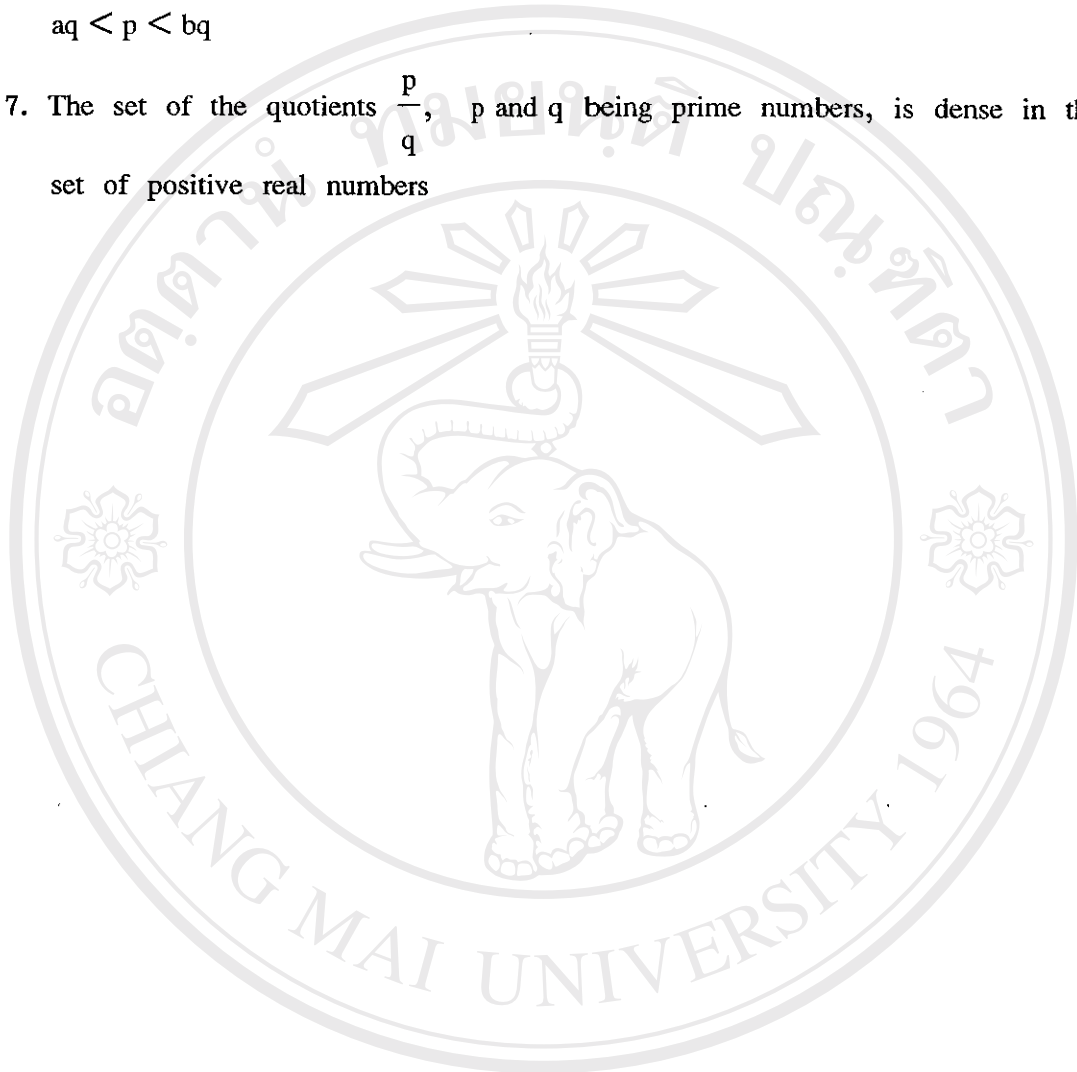 aq < p < bq
7. The set of the quotients p/q, p and q being prime numbers, is dense in
set of positive real numbers
CHIANG MAI UNIVERSITY 1964